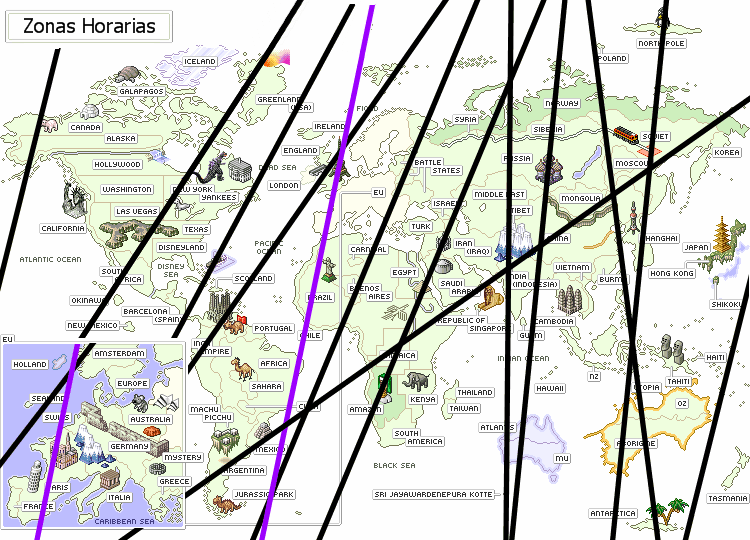 Zonas Horarias
NORTH POLE
ICELAND
POLAND
GALAPAGOS
GREENLAND
(USA)
FIJORD
NORWAY
SYRIA
CANADA
IRELAND
SIBERIA
SOVIET
ALASKA
ENGLAND
KOREA
HOLLYWOOD
DEAD SEA
BATTLE
STATES
RUSSIA
MOSCOU
WASHINGTON
NEW YORK
LONDON
EU
MIDDLE EAST
YANKEES
MONGOLIA
ISRAEL
TIBET
LAS VEGAS
CALIFORNIA
TEXAS
TURK
DISNEYLAND
PACIFIC
OCEAN
CARNIVAL
IRAN
(IRAQ)
CHINA
SHANGHAI
JAPAN
ATLANTIC OCEAN
DISNEY
SEA
SOUTH
AFRICA
EGYPT
VIETNAM
HONG KONG
SCOTLAND
SAUDI
ARABIA
INDIA
(INDONESIA)
BURMA
BUENOS
AIRES
OKINAWA
BRAZIL
SHIKOKU
BARCELONA
(SPAIN)
NEW MEXICO
PORTUGAL
REPUBLIC OF
SINGAPORE
CAMBODIA
CHILE
GUAM
EU
INCA
EMPIRE
JAMAICA
INDIAN OCEAN
HAITI
AMSTERDAM
HOLLAND
AFRICA
NZ
TAHITI
EUROPE
SAHARA
HAWAII
UTOPIA
THAILAND
SEALAND
KENYA
OZ
MACHU
PICCHU
CUBA
AMAZON
TAIWAN
SWUSS
AUSTRALIA
ATLANTIS
SOUTH
AMERICA
GERMANY
MEXICO
ABORIGINE
MYSTERY
MU
BLACK SEA
ARGENTINA
GREECE
PARIS
ITALIA
JURASSIC PARK
SRI JAYAWARDENEPURA KOTTE
TASMANIA
FRANCE
ANTARCTICA
CARIBBEAN SEA